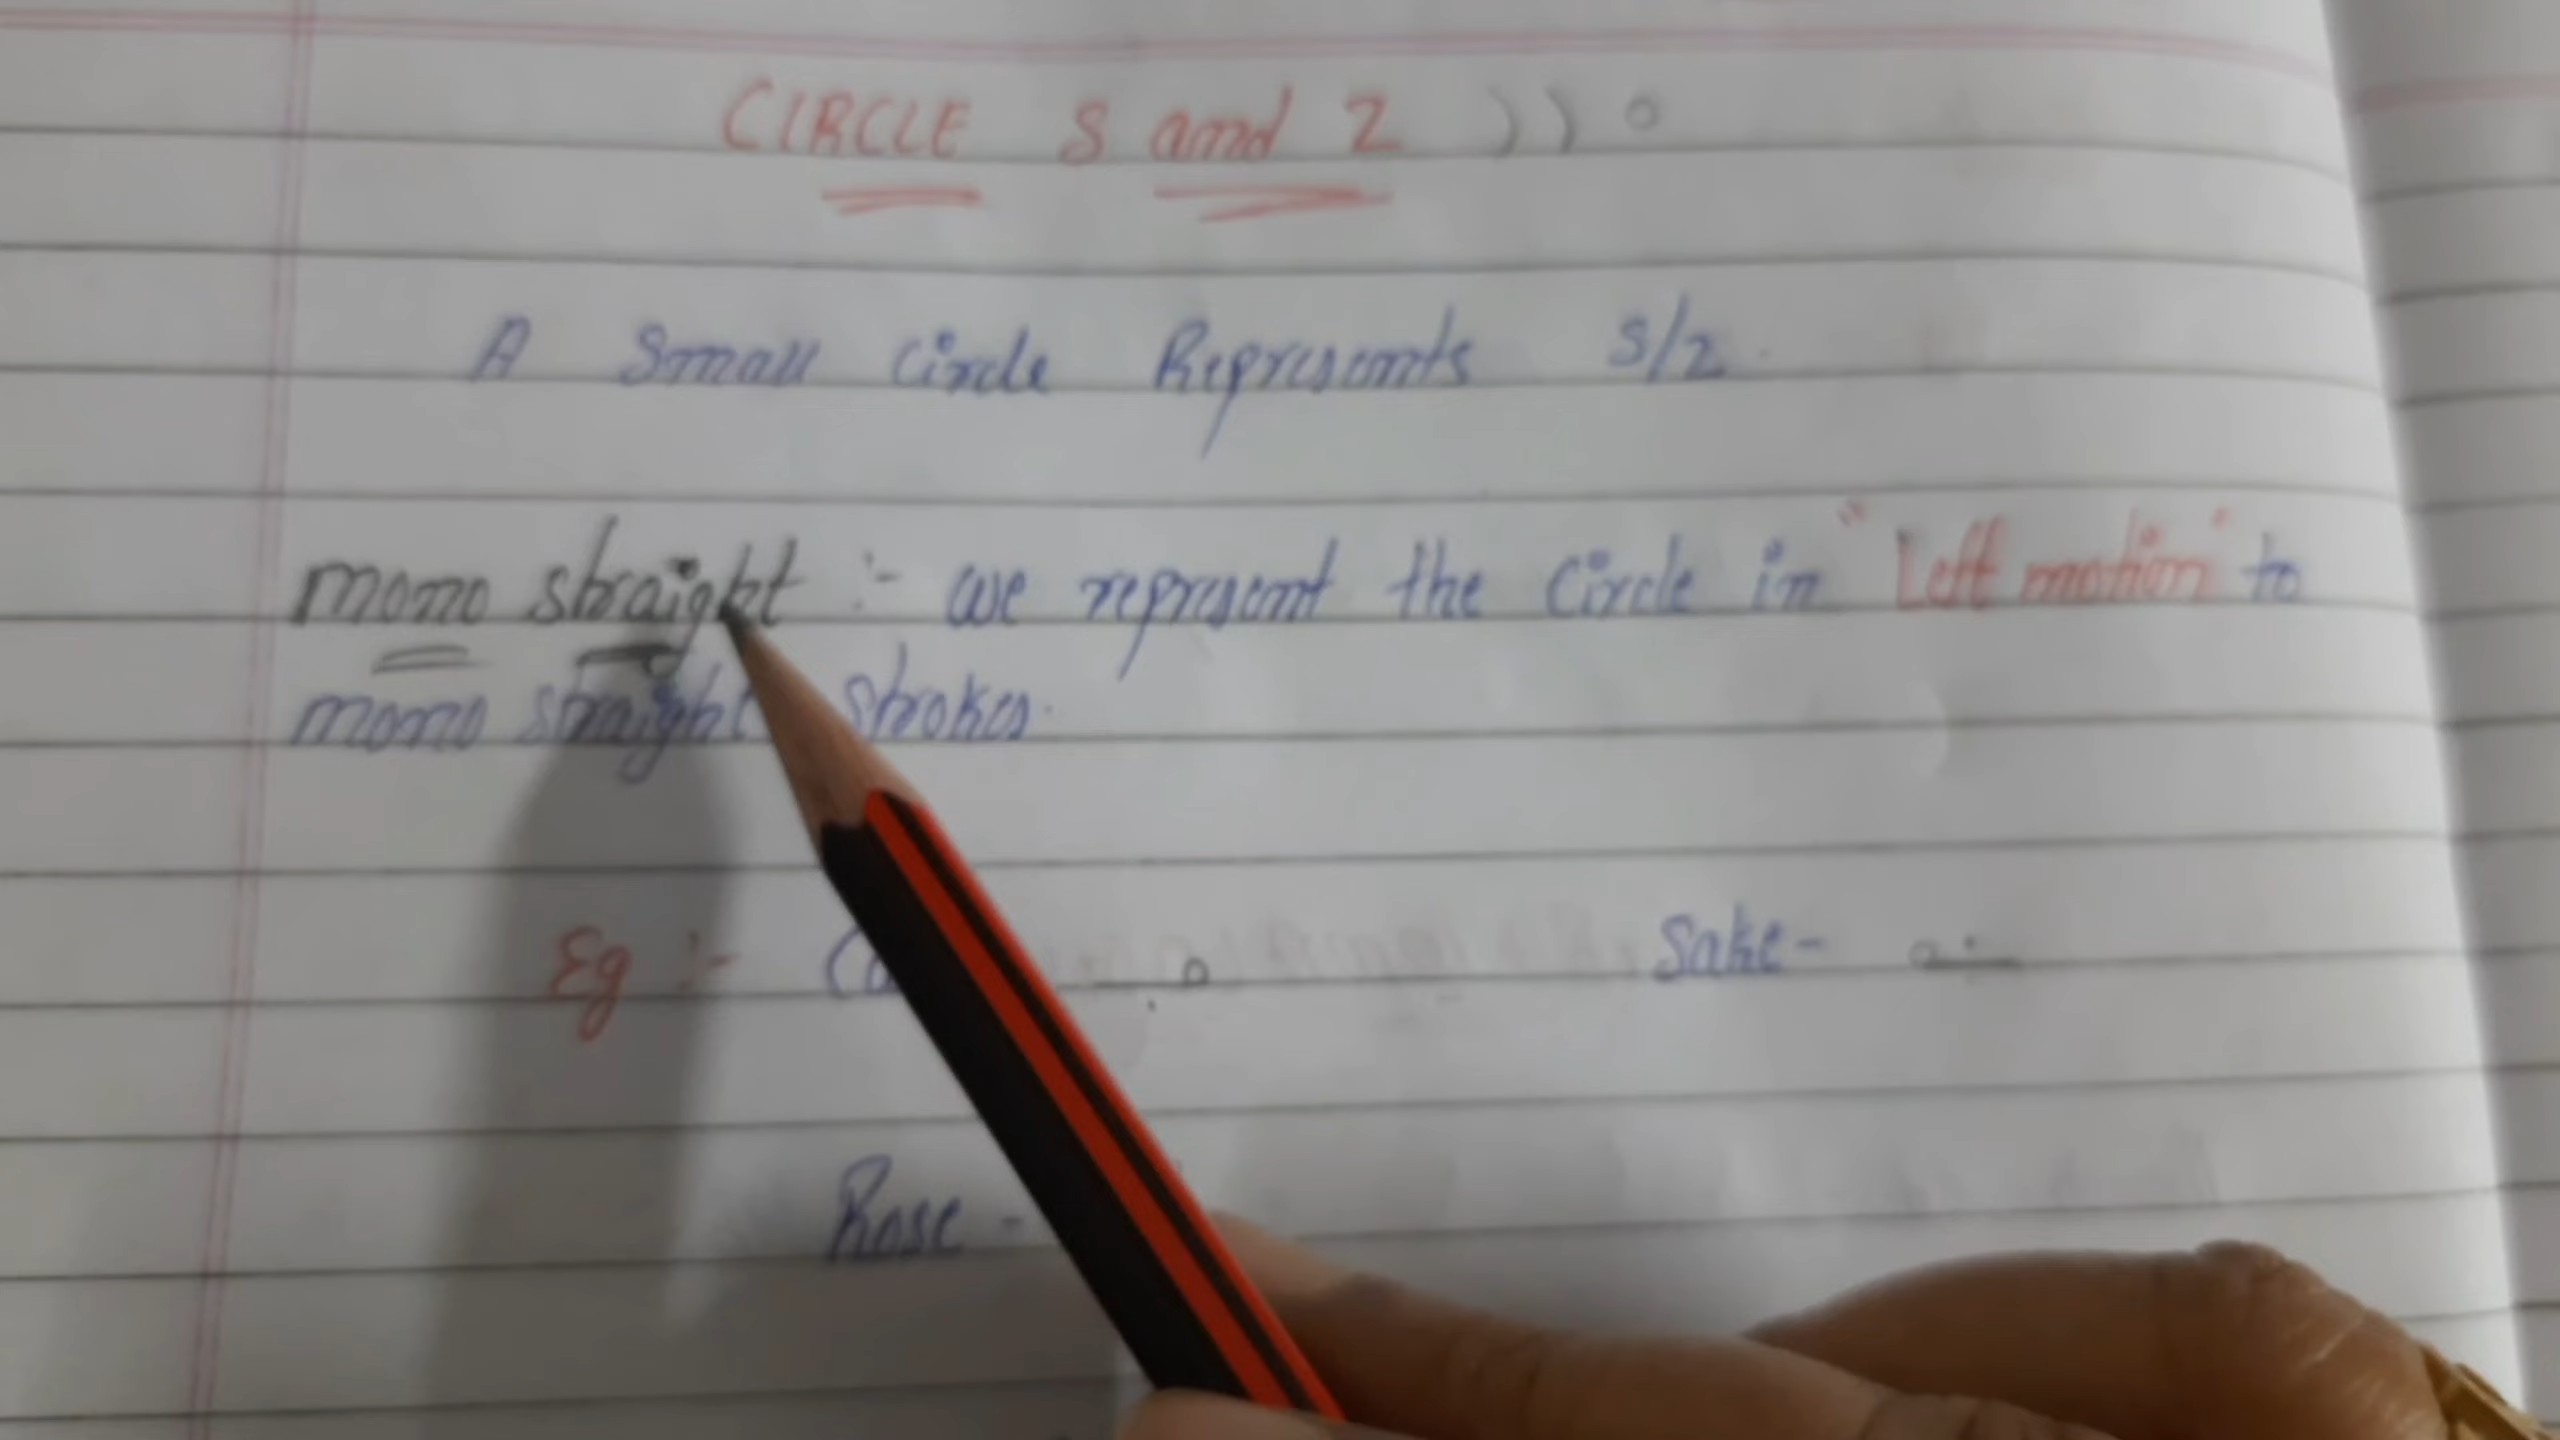 CIRCLE S and Z ) ) o
A Small Circle Represents S/Z.
mono straight :- we represent the Circle in "Left motion" to
mono straight strokes.
Eg :- Sake -
Rose -